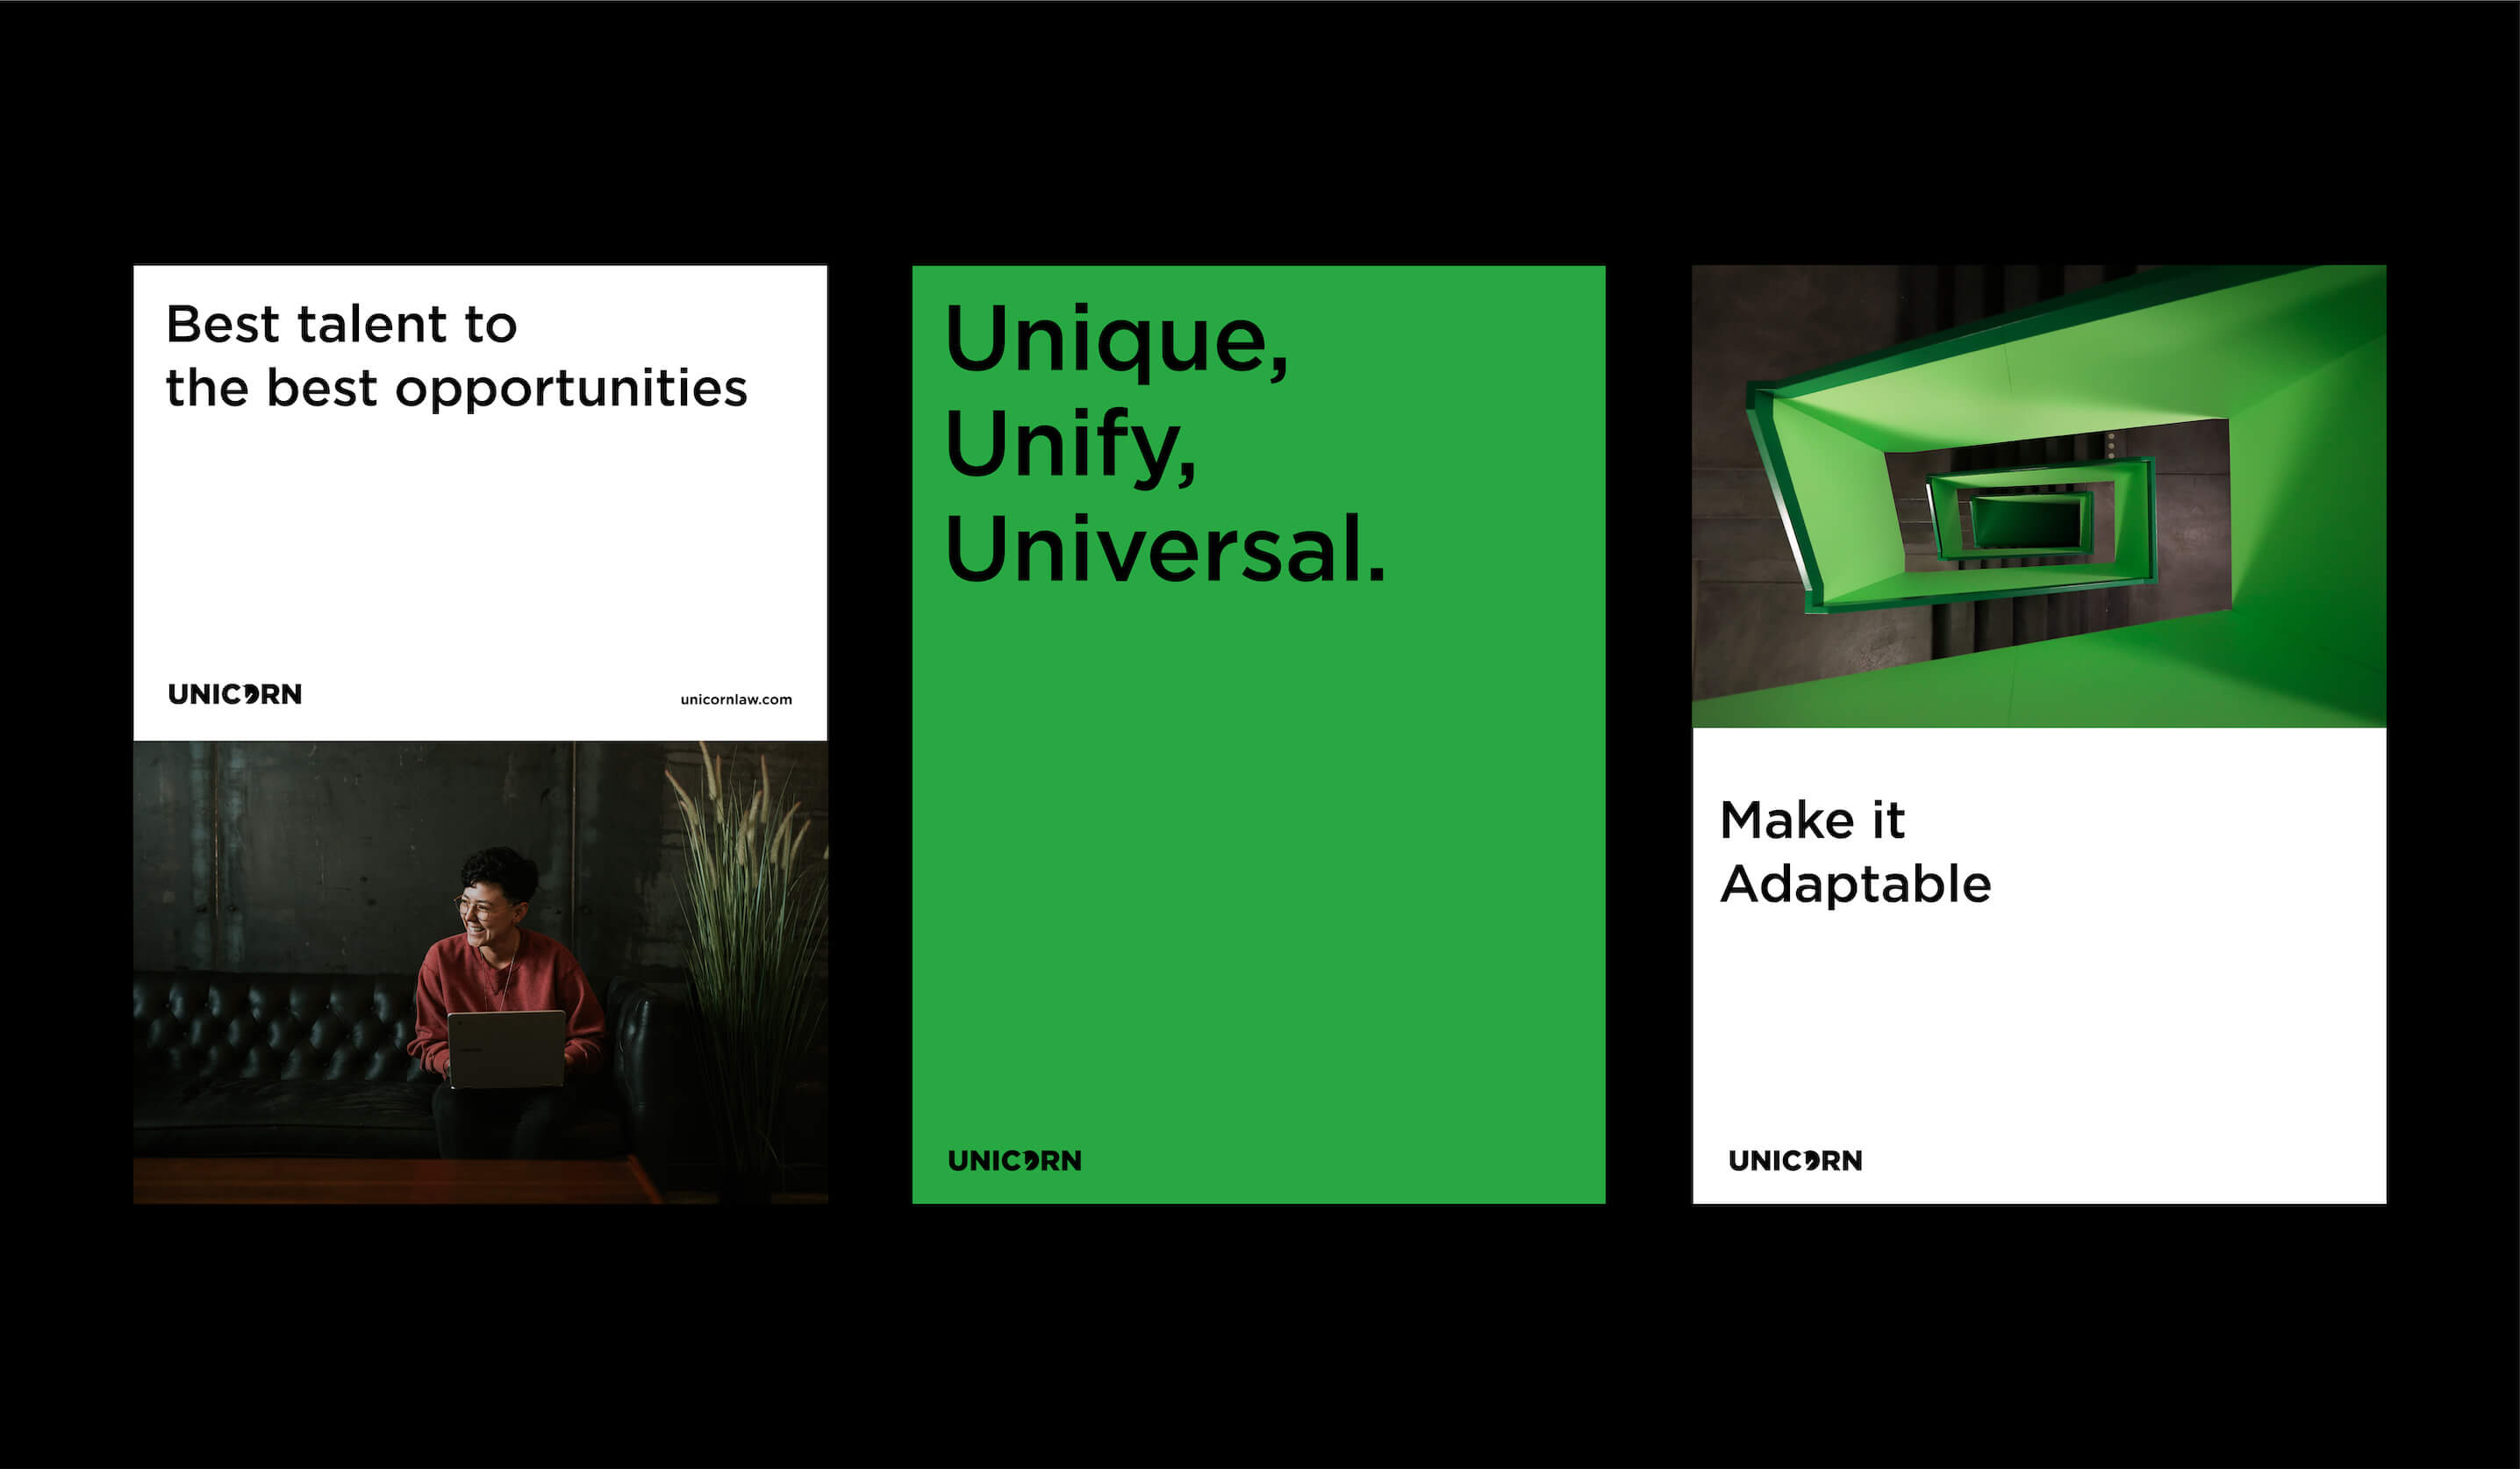 Best talent to
the best opportunities
UNICORN
unicornlaw.com
Unique,
Unify,
Universal.
UNICORN
Make it
Adaptable
UNICORN